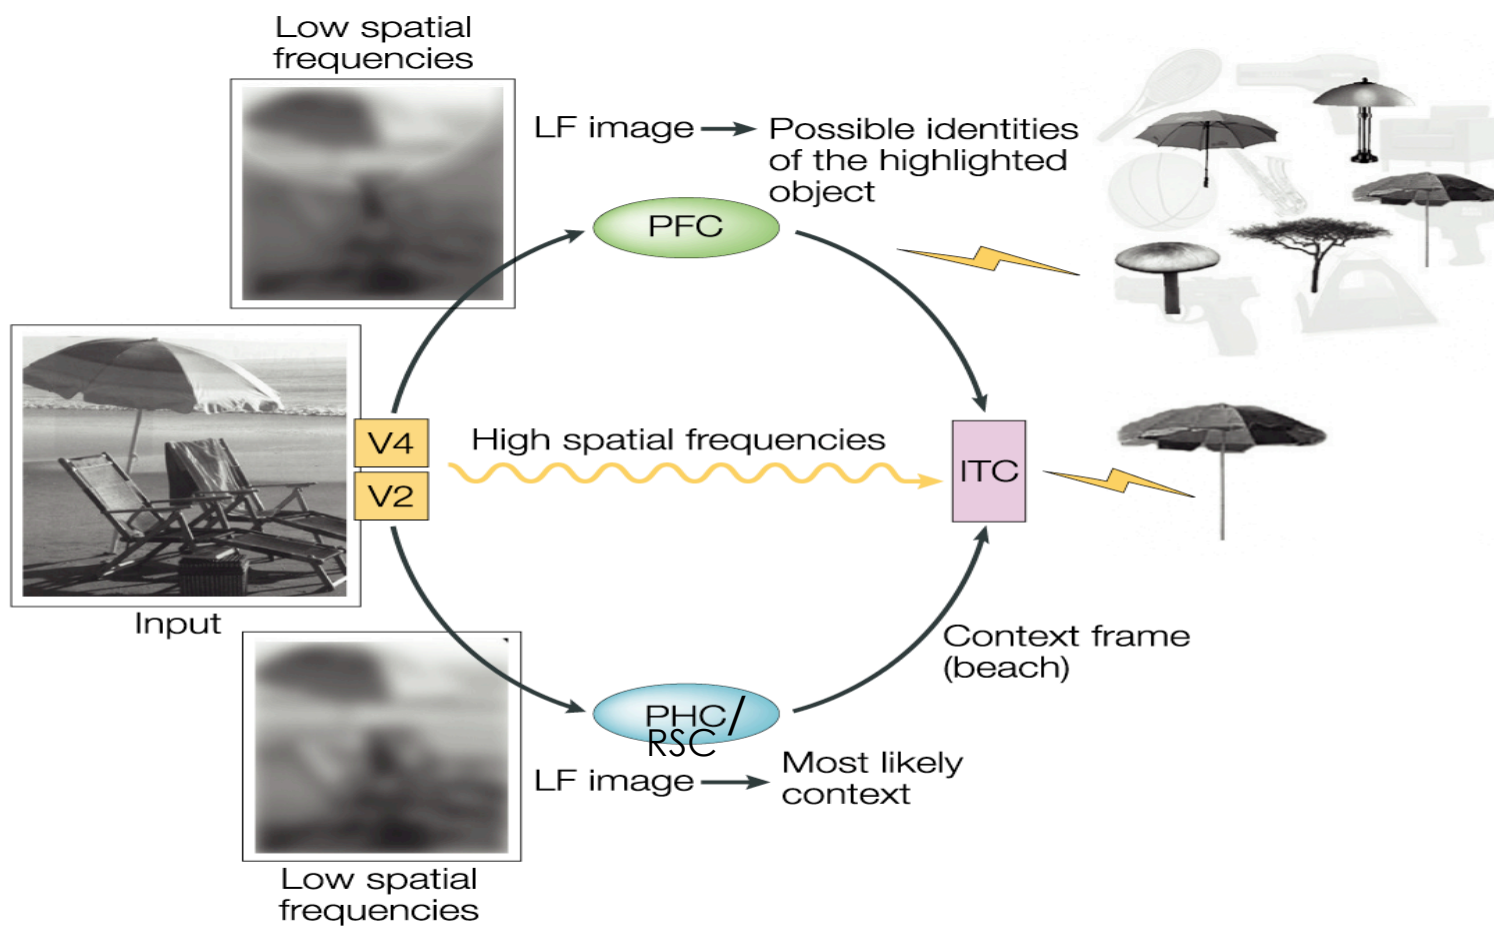 Low spatial
frequencies
LF image
Possible identities
of the highlighted
object
PFC
V4
V2
High spatial frequencies
ITC
Input
Context frame
(beach)
PHC/
RSC
LF image
Most likely
context
Low spatial
frequencies